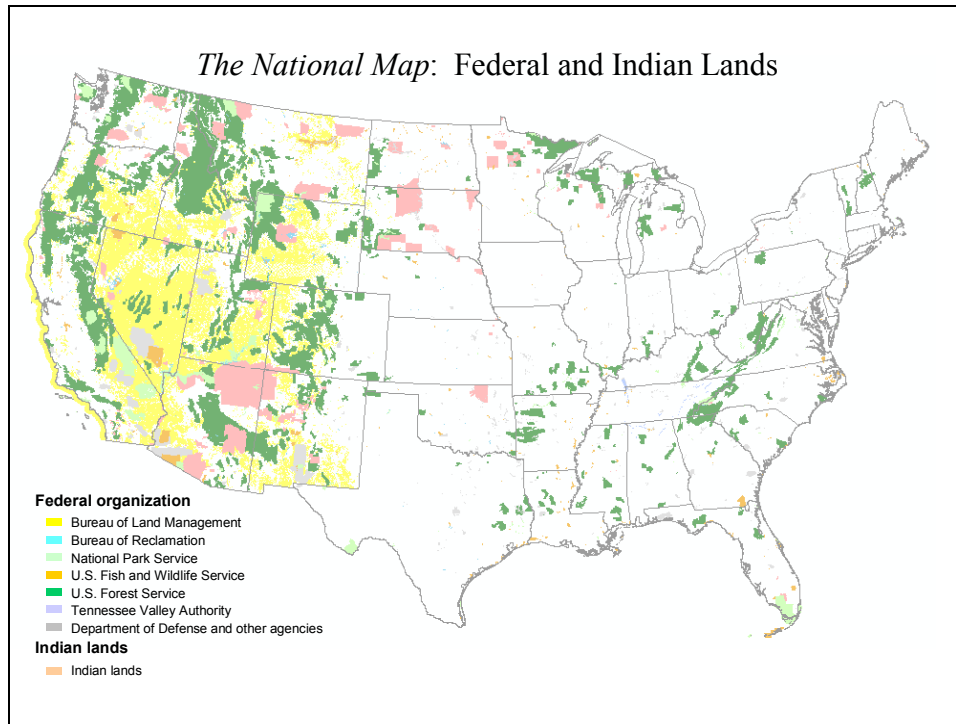 The National Map: Federal and Indian Lands
Federal organization
Bureau of Land Management
Bureau of Reclamation
National Park Service
U.S. Fish and Wildlife Service
U.S. Forest Service
Tennessee Valley Authority
Department of Defense and other agencies
Indian lands
Indian lands